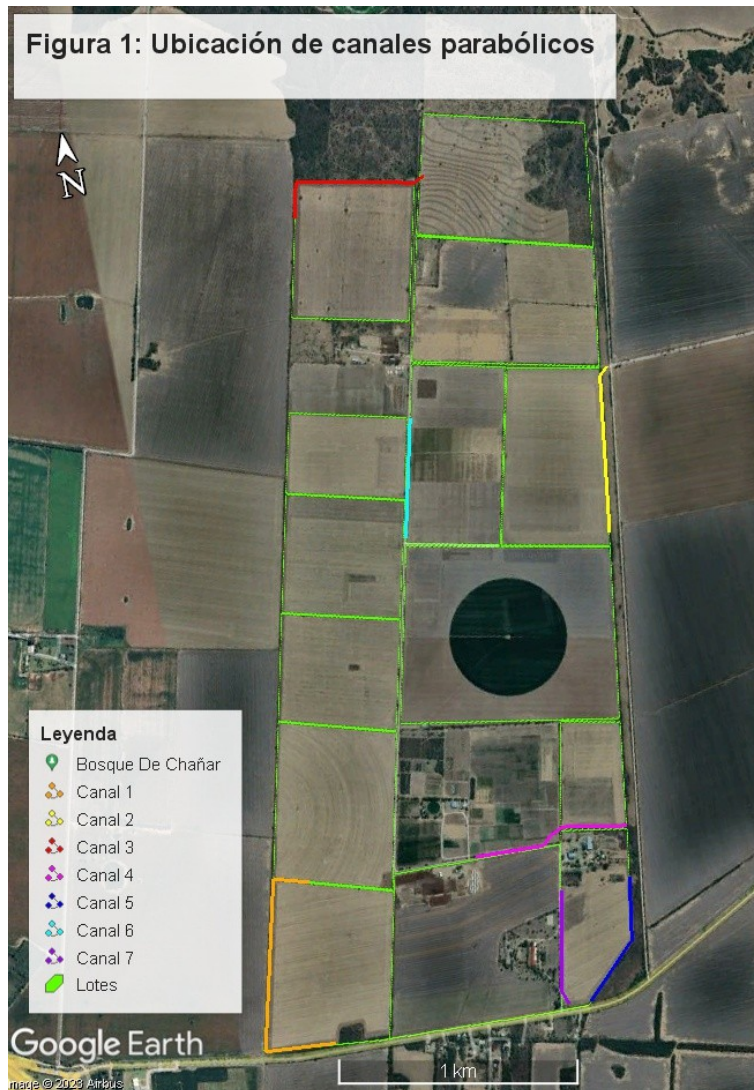 Figura 1: Ubicación de canales parabólicos
N
Leyenda
Bosque De Chañar
Canal 1
Canal 2
Canal 3
Canal 4
Canal 5
Canal 6
Canal 7
Lotes
Google Earth
mage © 2023 Airbus
1 km